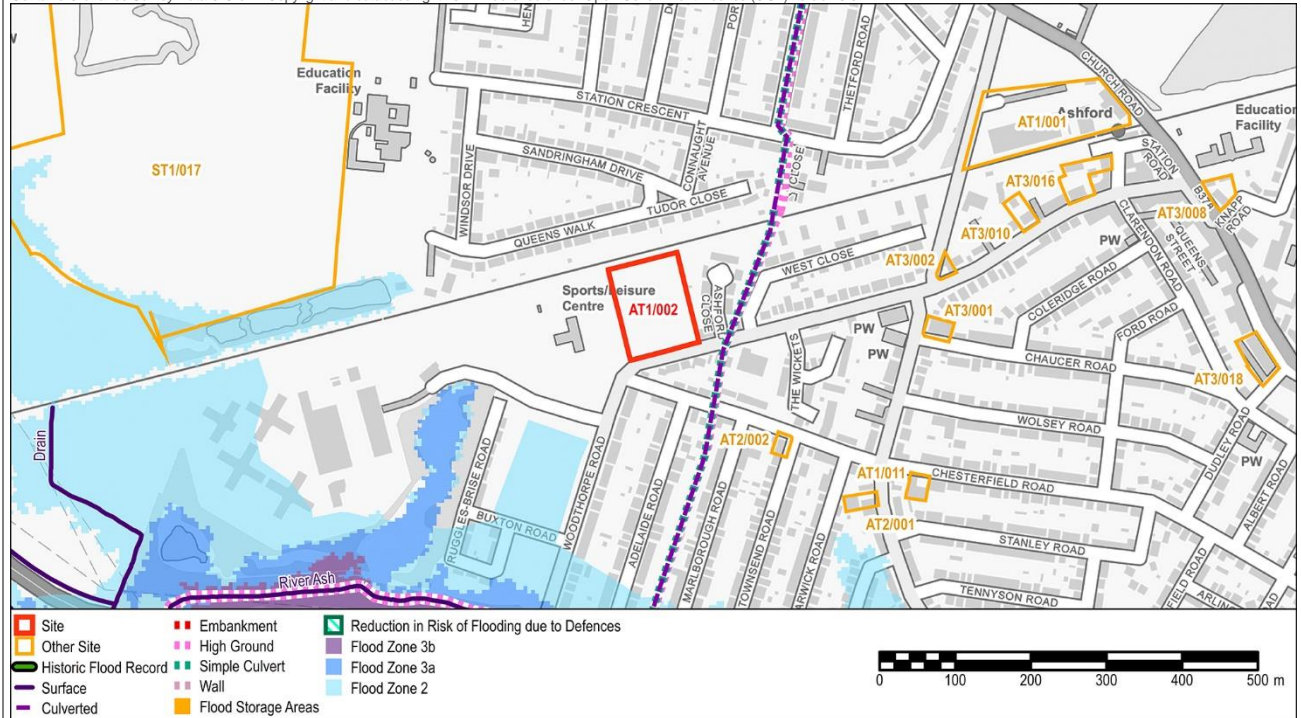 Education
Facility
ST1/017
HEN
STATION CRESCENT
THETFORD ROAD
CHURCH ROAD
AT1/001
Ashford
Education
Facility
WINDSOR DRIVE
SANDRINGHAM DRIVE
CONNAUGHT
AVENUE
CLOSE
TUDOR CLOSE
QUEENS WALK
STATION
ROAD
AT3/016
AT3/010
AT3/008
KNAPP
ROAD
CLARENDON ROAD
QUEENS
STREET
PW
WEST CLOSE
AT3/002
Sports/Leisure
Centre
AT1/002
ASHFORD
CLOSE
AT3/001
COLERIDGE ROAD
FORD ROAD
PW
PW
CHAUCER ROAD
AT3/018
THE WICKETS
WOLSEY ROAD
DUDLEY ROAD
PW
ALBERT ROAD
AT2/002
AT1/011
CHESTERFIELD ROAD
AT2/001
STANLEY ROAD
TENNYSON ROAD
Drain
RUGGLES-BRISE ROAD
BUXTON ROAD
WOODTHORPE ROAD
ADELAIDE ROAD
MARLBOROUGH ROAD
TOWNSEND ROAD
ARWICK ROAD
FIELD ROAD
River Ash
Site
Other Site
Historic Flood Record
Surface
Culverted
Embankment
High Ground
Simple Culvert
Wall
Flood Storage Areas
Reduction in Risk of Flooding due to Defences
Flood Zone 3b
Flood Zone 3a
Flood Zone 2
0 100 200 300 400 500 m